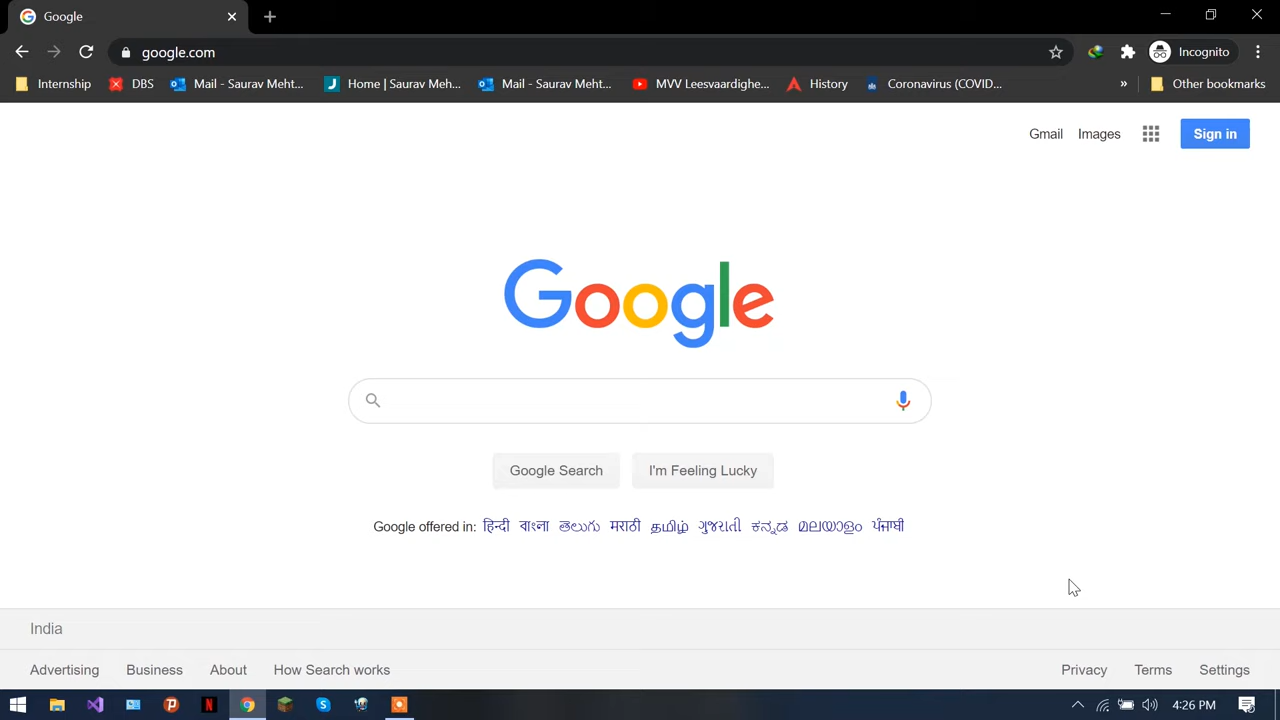 Google
google.com
Incognito
Internship DBS Mail - Saurav Meht... Home | Saurav Meh... Mail - Saurav Meht... MVV Leesvaardighe... History Coronavirus (COVID... » Other bookmarks
Gmail Images Sign in
Google
Google Search I'm Feeling Lucky
Google offered in: हिन्दी বাংলা తెలుగు मराठी தமிழ் ગુજરાતી ಕನ್ನಡ മലയാളം ਪੰਜਾਬੀ
India
Advertising Business About How Search works Privacy Terms Settings
4:26 PM